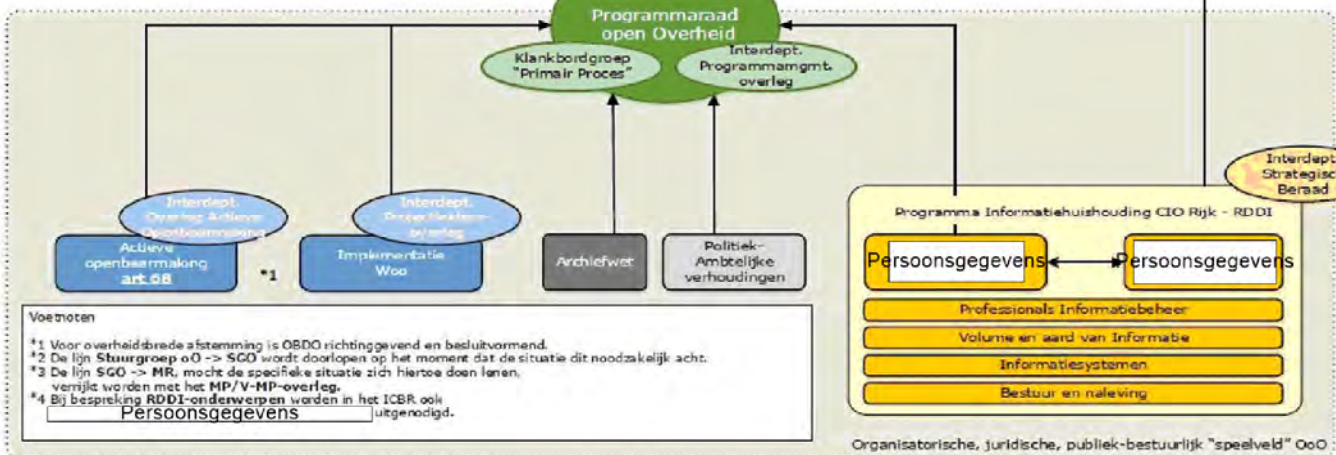 Programmaraad
open Overheid
Klankbordgroep
"Primair Proces"
Interdept.
Programmamgmt.
overleg
Interdept.
Strategisch
Beraad
Interdept.
Overleg Actieve
Openbaarmaking
Interdept.
Projectleiders-
overleg
Programma Informatiehuishouding CIO Rijk - RDDI
Actieve
openbaarmaking
art 68
*1
Implementatie
Woo
Archiefwet
Politiek-
Ambtelijke
verhoudingen
Persoonsgegevens
Persoonsgegevens
Professionals Informatiebeheer
Volume en aard van Informatie
Informatiesystemen
Bestuur en naleving
Voetnoten
*1 Voor overheidsbrede afstemming is OBDO richtinggevend en besluitvormend.
*2 De lijn Stuurgroep oO -> SGO wordt doorlopen op het moment dat de situatie dit noodzakelijk acht.
*3 De lijn SGO -> MR, mocht de specifieke situatie zich hiertoe doen lenen,
verrijkt worden met het MP/V-MP-overleg.
*4 Bij bespreking RDDI-onderwerpen worden in het ICBR ook
Persoonsgegevens uitgenodigd.
Organisatorische, juridische, publiek-bestuurlijk "speelveld" OoO